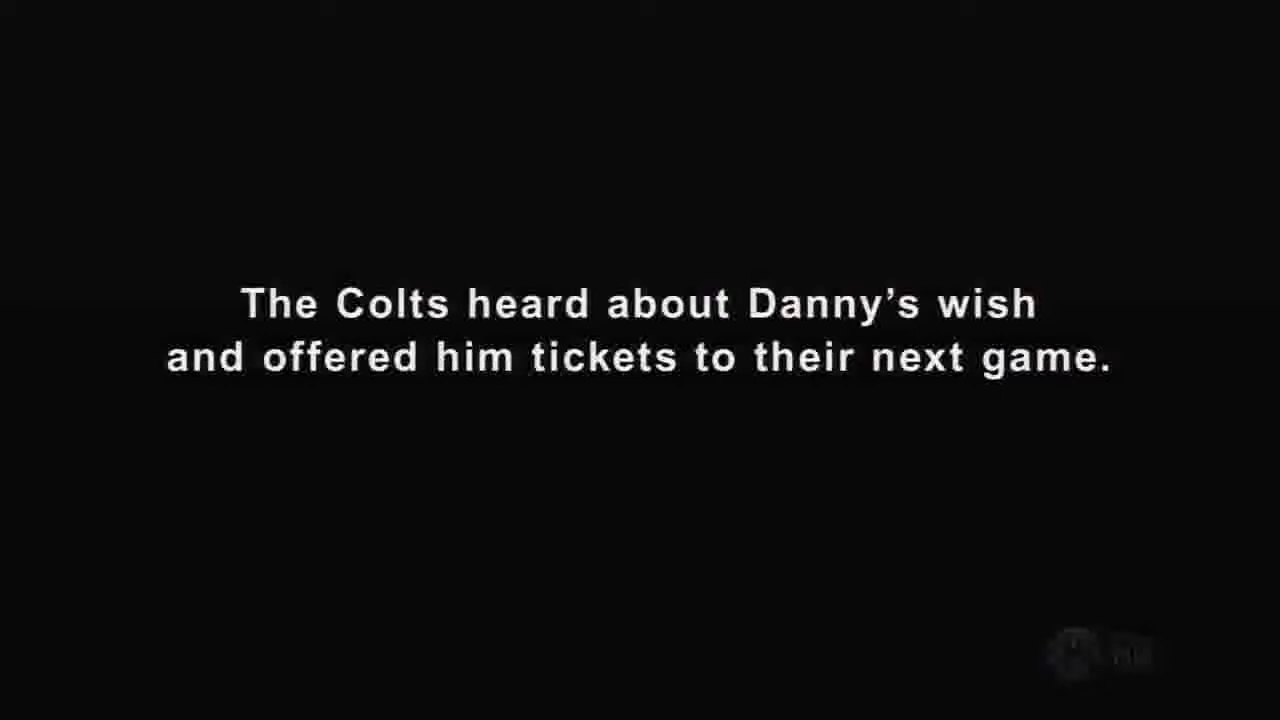 The Colts heard about Danny’s wish
and offered him tickets to their next game.